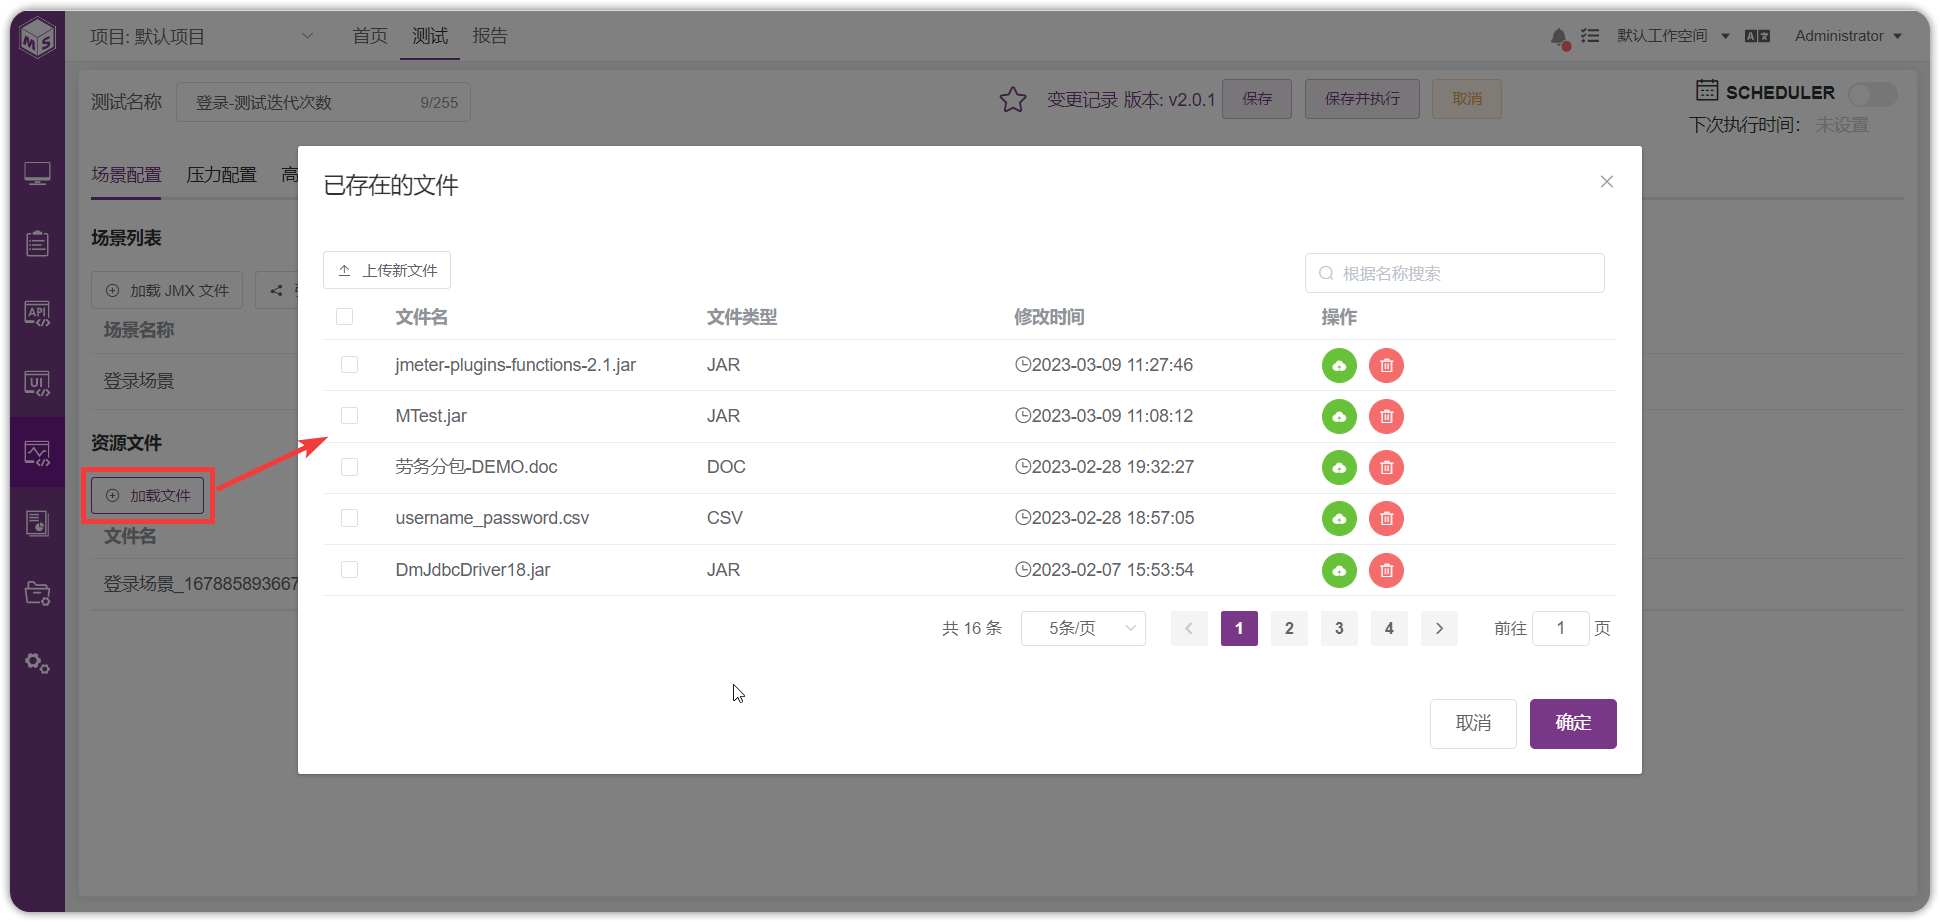 MS
项目: 默认项目
首页
测试
报告
默认工作空间
Administrator
测试名称
登录-测试迭代次数
9/255
变更记录 版本: v2.0.1
保存
保存并执行
取消
SCHEDULER
下次执行时间:
未设置
场景配置
压力配置
高
场景列表
加载 JMX 文件
场景名称
登录场景
资源文件
加载文件
文件名
登录场景_167885893667
API
UI
已存在的文件
上传新文件
根据名称搜索
文件名 文件类型 修改时间 操作
jmeter-plugins-functions-2.1.jar JAR 2023-03-09 11:27:46
MTest.jar JAR 2023-03-09 11:08:12
劳务分包-DEMO.doc DOC 2023-02-28 19:32:27
username_password.csv CSV 2023-02-28 18:57:05
DmJdbcDriver18.jar JAR 2023-02-07 15:53:54
共 16 条 5条/页 1 2 3 4 前往 1 页
取消
确定